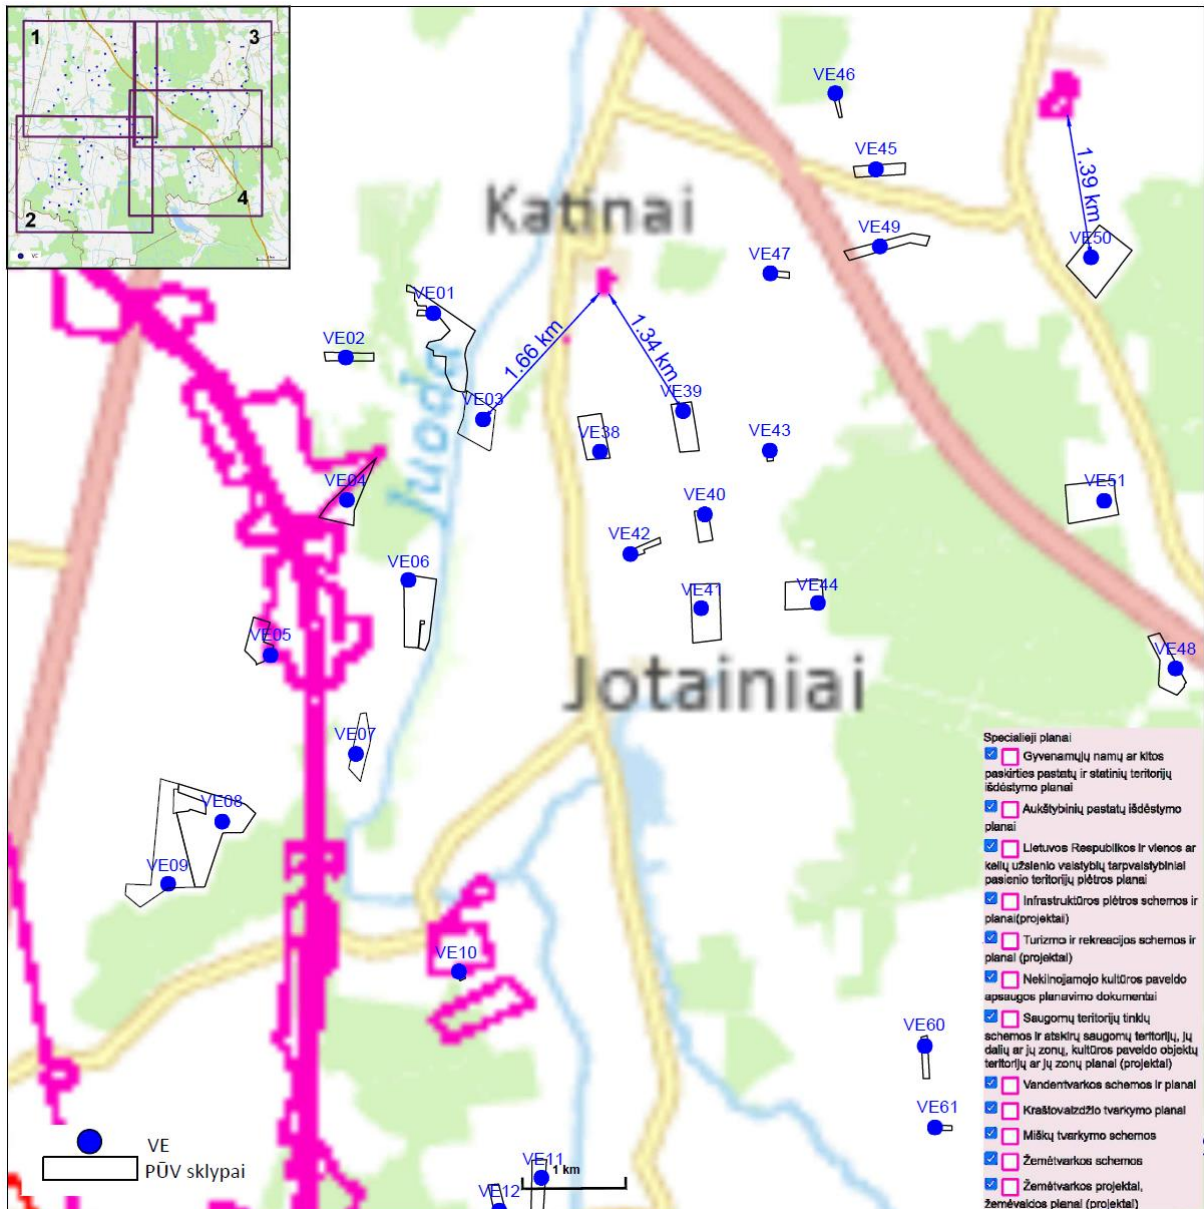 1
3
2
4
VE
VE46
VE45
1.39 km
Katinai
VE49
VE50
VE47
VE01
VE02
1.66 km
1.34 km
Juoda
VE03
VE39
VE38
VE43
VE04
VE51
VE40
VE42
VE06
VE41
VE44
VE05
VE48
Jotainiai
VE07
VE08
VE09
VE10
VE60
VE61
VE11
VE12
1 km
VE
PŪV sklypai
Specialieji planai
Gyvenamųjų namų ar kitos
paskirties pastatų ir statinių teritorijų
išdėstymo planai
Aukštybinių pastatų išdėstymo
planai
Lietuvos Respublikos ir vienos ar
kelių užsienio valstybių tarpvalstybiniai
pasienio teritorijų plėtros planai
Infrastruktūros plėtros schemos ir
planai(projektai)
Turizmo ir rekreacijos schemos ir
planai (projektai)
Nekilnojamojo kultūros paveldo
apsaugos planavimo dokumentai
Saugomų teritorijų tinklų
schemos ir atskirų saugomų teritorijų, jų
dalių ar jų zonų, kultūros paveldo objektų
teritorijų ar jų zonų planai (projektai)
Vandentvarkos schemos ir planai
Kraštovaizdžio tvarkymo planai
Miškų tvarkymo schemos
Žemėtvarkos schemos
Žemėtvarkos projektai,
žemėvaldos planai (projektai)